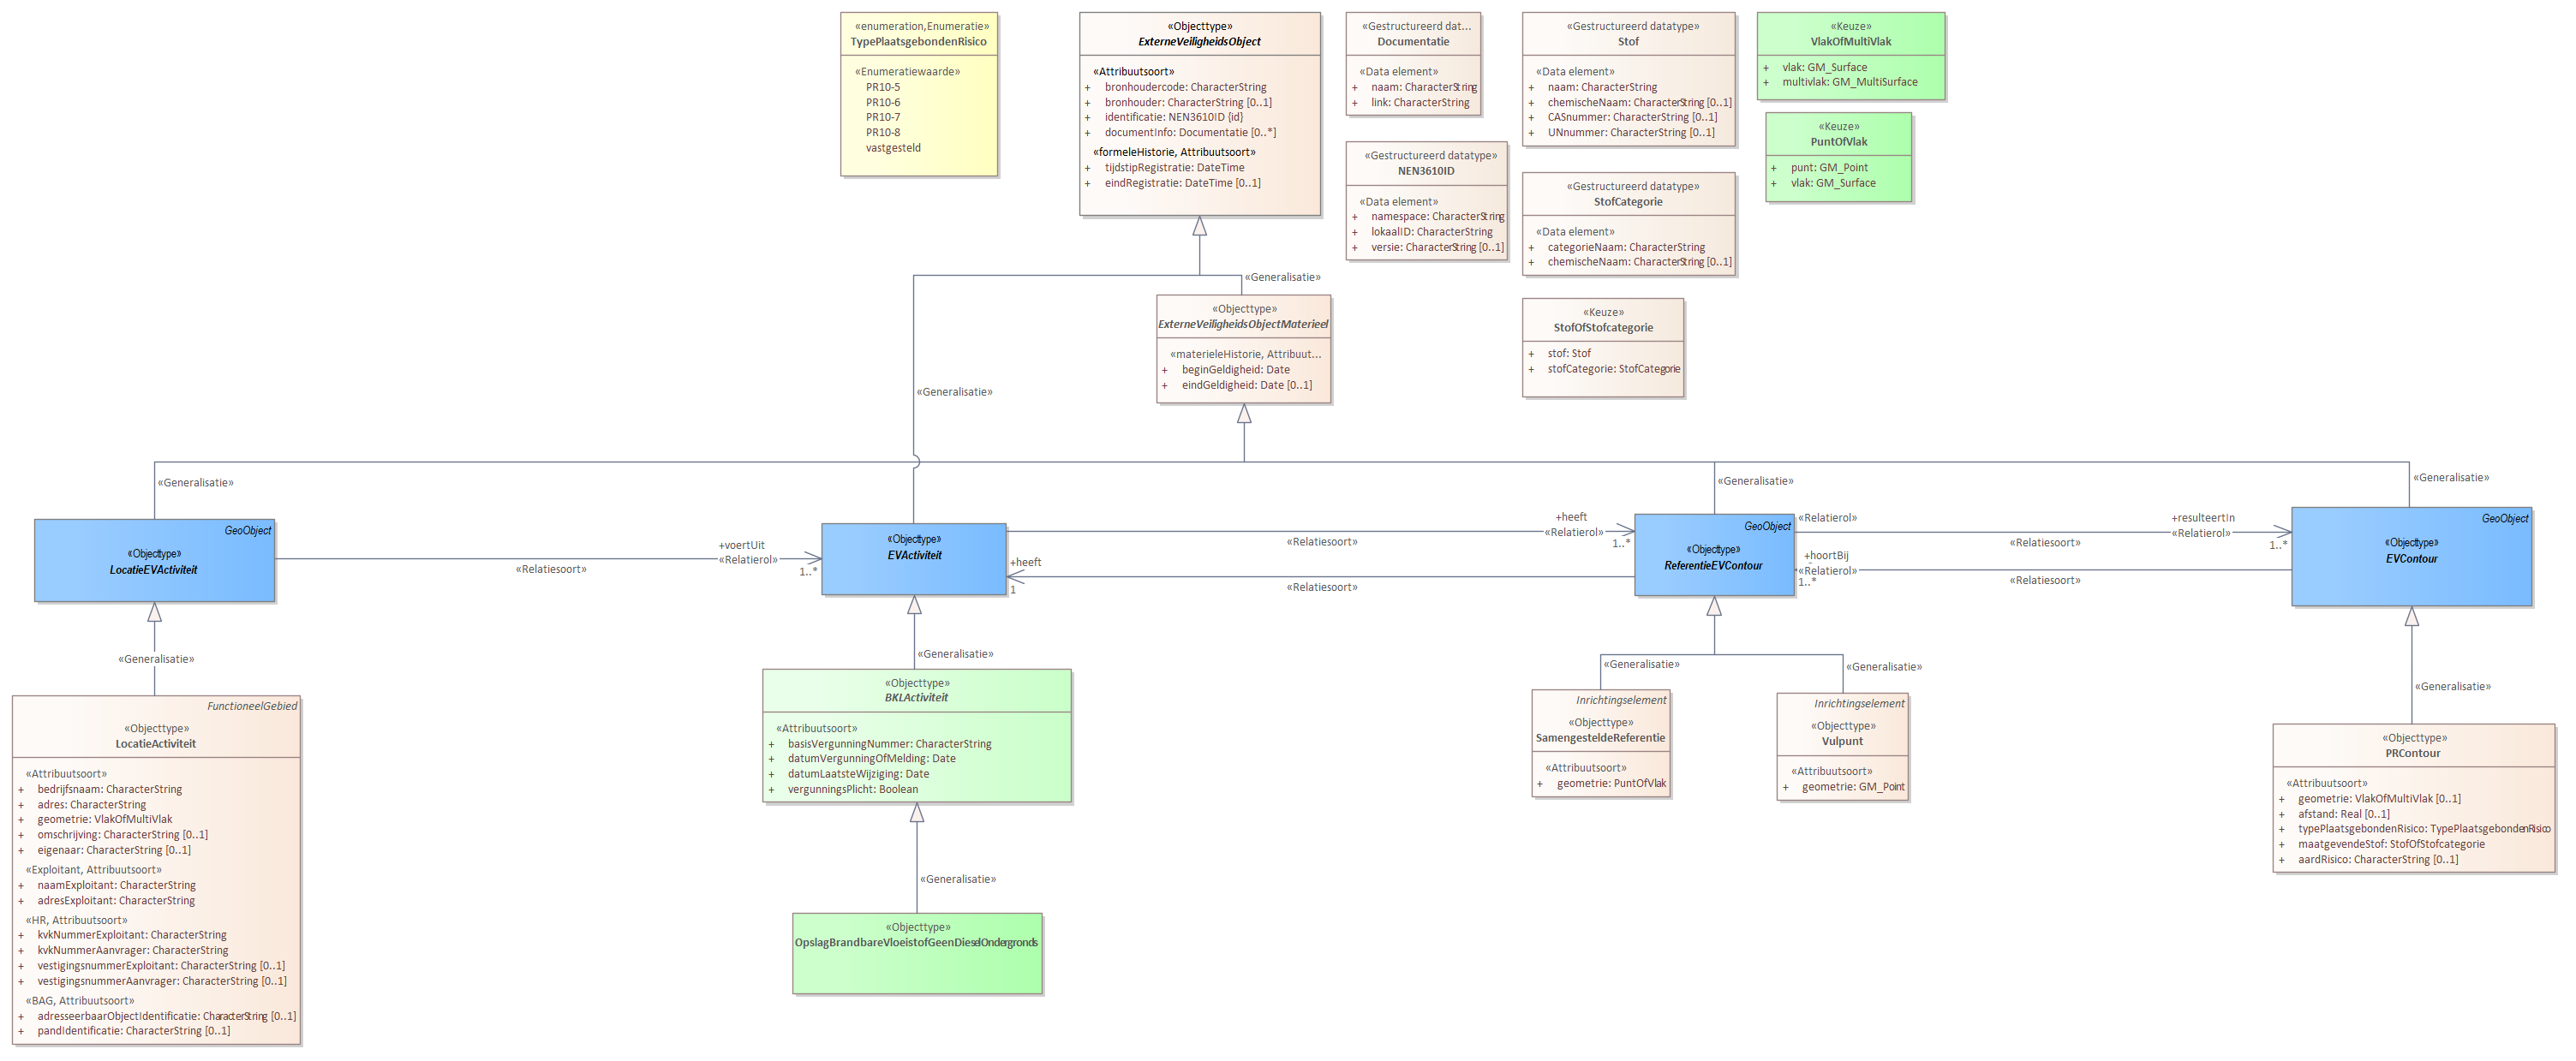 «enumeration,Enumeratie»
TypePlaatsgebondenRisico
«Enumeratiewaarde»
PR10-5
PR10-6
PR10-7
PR10-8
vastgesteld
«Objecttype»
ExterneVeiligheidsObject
«Attribuutsoort»
+ bronhoudercode: CharacterString
+ bronhouder: CharacterString [0..1]
+ identificatie: NEN3610ID {id}
+ documentInfo: Documentatie [0..*]
«formeleHistorie, Attribuutsoort»
+ tijdstipRegistratie: DateTime
+ eindRegistratie: DateTime [0..1]
«Gestructureerd dat...
Documentatie
«Data element»
+ naam: CharacterString
+ link: CharacterString
«Gestructureerd datatype»
NEN3610ID
«Data element»
+ namespace: CharacterString
+ lokaalID: CharacterString
+ versie: CharacterString [0..1]
«Gestructureerd datatype»
Stof
«Data element»
+ naam: CharacterString
+ chemischeNaam: CharacterString [0..1]
+ CASnummer: CharacterString [0..1]
+ UNnummer: CharacterString [0..1]
«Gestructureerd datatype»
StofCategorie
«Data element»
+ categorieNaam: CharacterString
+ chemischeNaam: CharacterString [0..1]
«Keuze»
StofOfStofcategorie
+ stof: Stof
+ stofCategorie: StofCategorie
«Keuze»
VlakOfMultiVlak
+ vlak: GM_Surface
+ multivlak: GM_MultiSurface
«Keuze»
PuntOfVlak
+ punt: GM_Point
+ vlak: GM_Surface
«Generalisatie»
«Objecttype»
ExterneVeiligheidsObjectMaterieel
«materieleHistorie, Attribuut...
+ beginGeldigheid: Date
+ eindGeldigheid: Date [0..1]
«Generalisatie»
«Generalisatie»
«Generalisatie»
«Generalisatie»
GeoObject
«Objecttype»
LocatieEVActiviteit
+voertUit
«Relatierol»
1..*
«Relatiesoort»
«Objecttype»
EVActiviteit
+heeft
«Relatierol»
1..*
«Relatiesoort»
+heeft
1
«Relatiesoort»
GeoObject
«Objecttype»
ReferentieEVContour
«Relatierol»
+resulteertIn
«Relatierol»
1..*
«Relatiesoort»
+hoortBij
«Relatierol»
1..*
«Relatiesoort»
GeoObject
«Objecttype»
EVContour
«Generalisatie»
FunctioneelGebied
«Objecttype»
LocatieActiviteit
«Attribuutsoort»
+ bedrijfsnaam: CharacterString
+ adres: CharacterString
+ geometrie: VlakOfMultiVlak
+ omschrijving: CharacterString [0..1]
+ eigenaar: CharacterString [0..1]
«Exploitant, Attribuutsoort»
+ naamExploitant: CharacterString
+ adresExploitant: CharacterString
«HR, Attribuutsoort»
+ kvkNummerExploitant: CharacterString
+ kvkNummerAanvrager: CharacterString
+ vestigingsnummerExploitant: CharacterString [0..1]
+ vestigingsnummerAanvrager: CharacterString [0..1]
«BAG, Attribuutsoort»
+ adresseerbaarObjectIdentificatie: CharacterString [0..1]
+ pandIdentificatie: CharacterString [0..1]
«Generalisatie»
«Objecttype»
BKLActiviteit
«Attribuutsoort»
+ basisVergunningNummer: CharacterString
+ datumVergunningOfMelding: Date
+ datumLaatsteWijziging: Date
+ vergunningsPlicht: Boolean
«Generalisatie»
«Objecttype»
OpslagBrandbareVloeistofGeenDieselOndergronds
«Generalisatie»
«Generalisatie»
Inrichtingselement
«Objecttype»
SamengesteldeReferentie
«Attribuutsoort»
+ geometrie: PuntOfVlak
Inrichtingselement
«Objecttype»
Vulpunt
«Attribuutsoort»
+ geometrie: GM_Point
«Generalisatie»
«Objecttype»
PRContour
«Attribuutsoort»
+ geometrie: VlakOfMultiVlak [0..1]
+ afstand: Real [0..1]
+ typePlaatsgebondenRisico: TypePlaatsgebondenRisico
+ maatgevendeStof: StofOfStofcategorie
+ aardRisico: CharacterString [0..1]